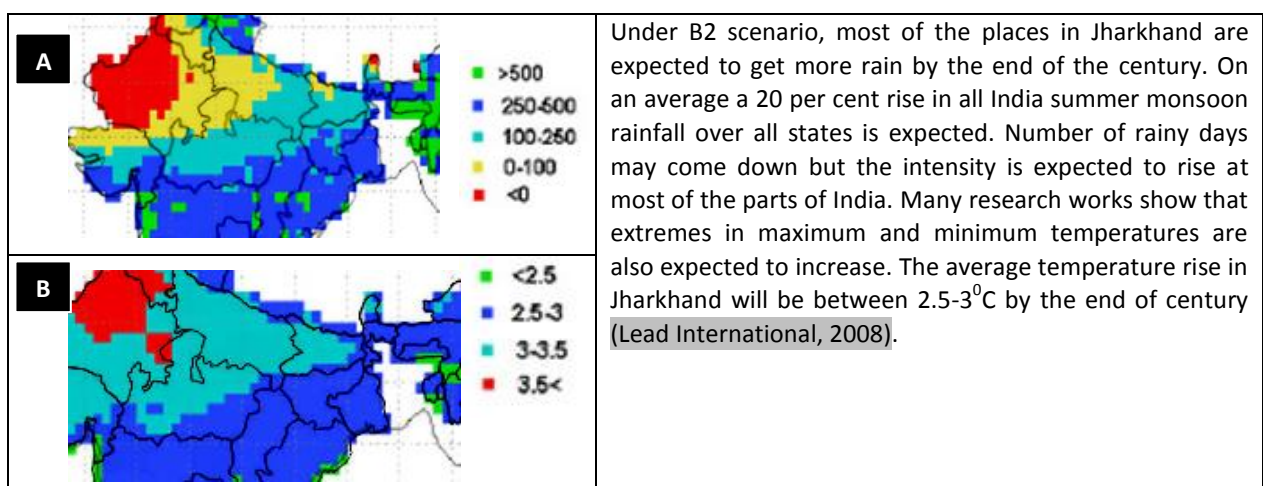 A
>500
250-500
100-250
0-100
<0
B
<2.5
2.5-3
3-3.5
3.5<
Under B2 scenario, most of the places in Jharkhand are
expected to get more rain by the end of the century. On
an average a 20 per cent rise in all India summer monsoon
rainfall over all states is expected. Number of rainy days
may come down but the intensity is expected to rise at
most of the parts of India. Many research works show that
extremes in maximum and minimum temperatures are
also expected to increase. The average temperature rise in
Jharkhand will be between 2.5-3⁰C by the end of century
(Lead International, 2008).